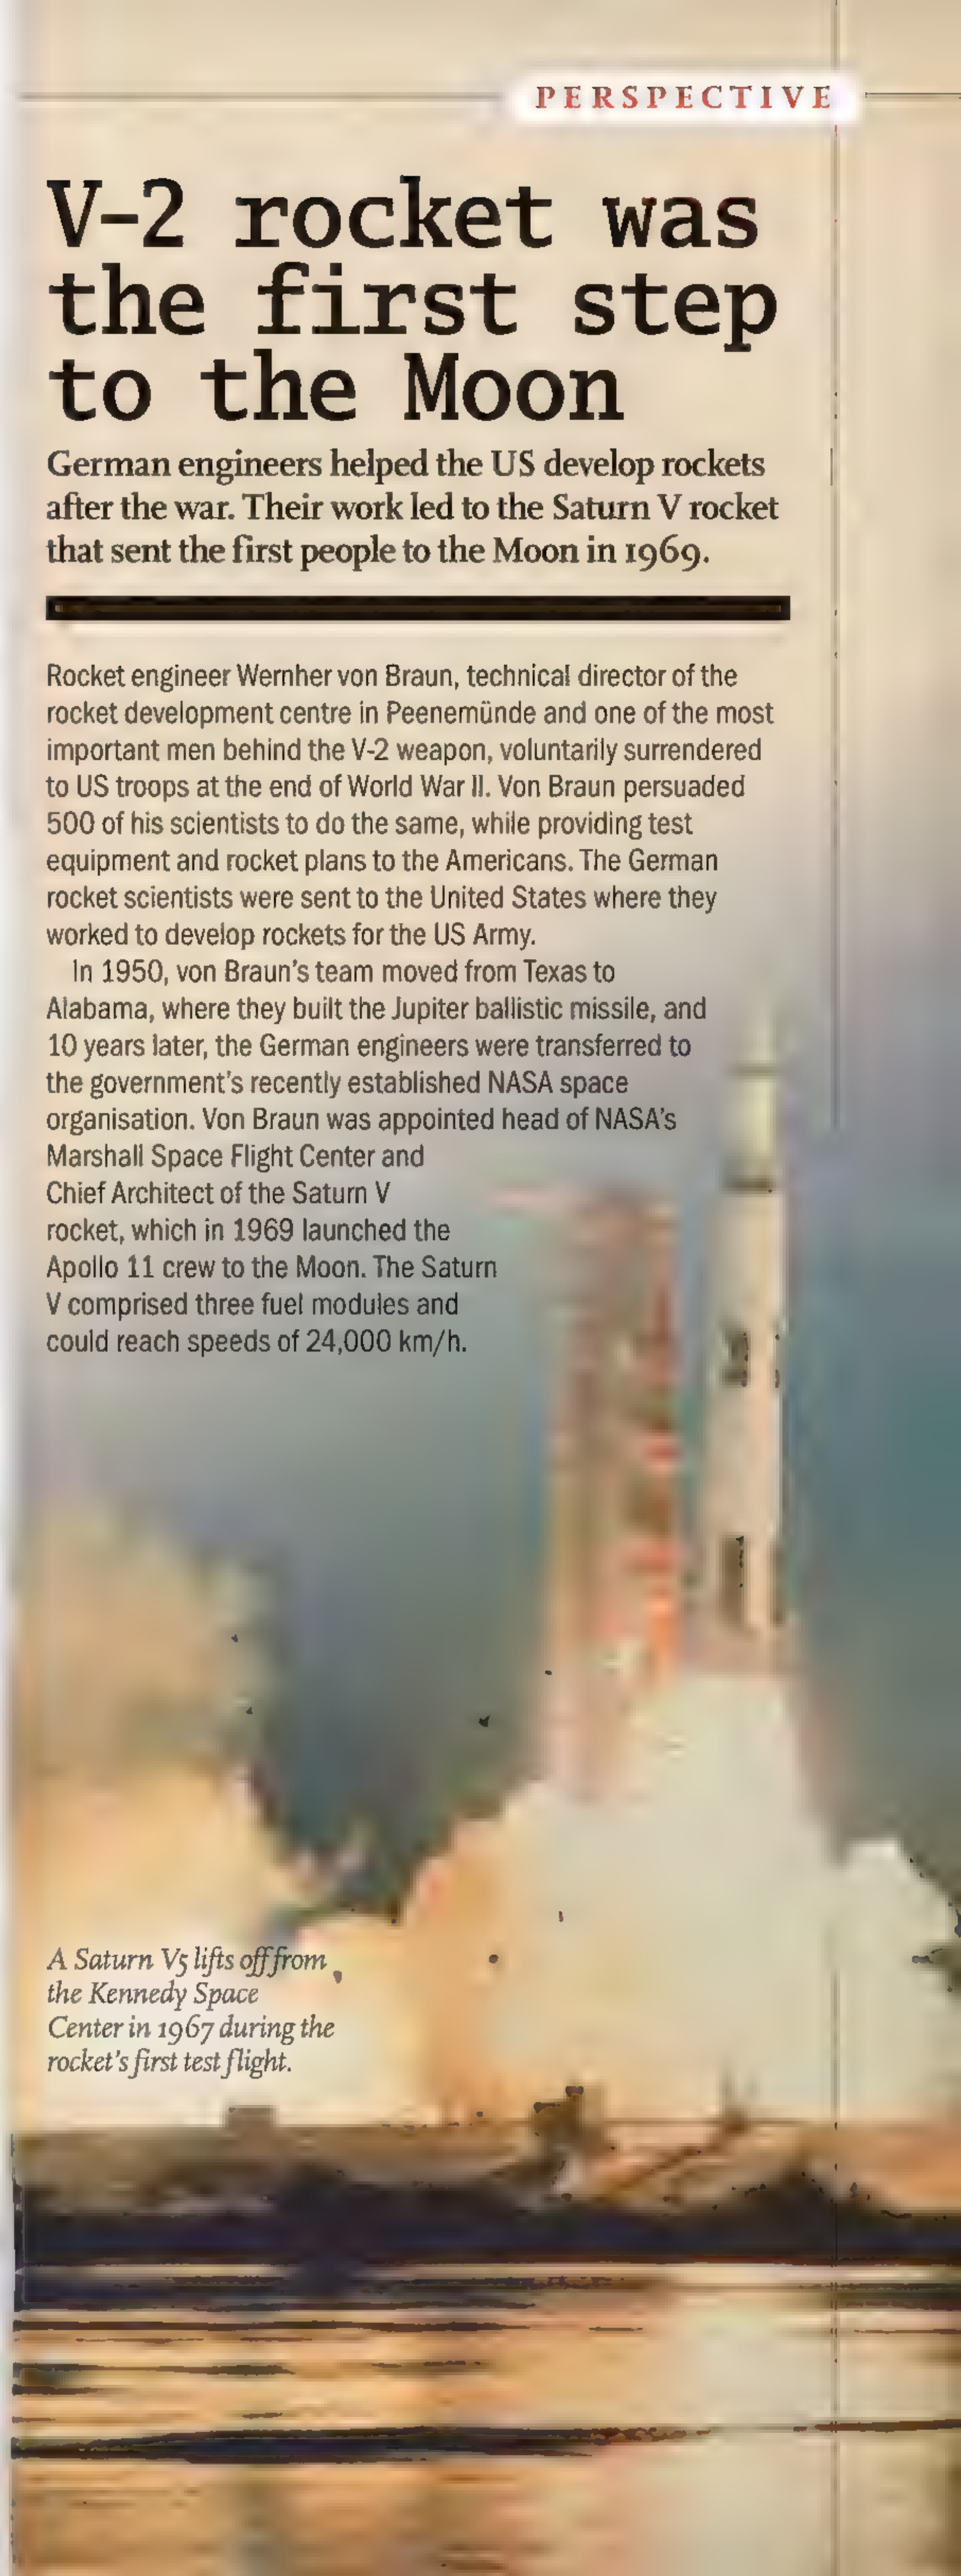 PERSPECTIVE
V-2 rocket was
the first step
to the Moon
German engineers helped the US develop rockets
after the war. Their work led to the Saturn V rocket
that sent the first people to the Moon in 1969.
Rocket engineer Wernher von Braun, technical director of the
rocket development centre in Peenemünde and one of the most
important men behind the V-2 weapon, voluntarily surrendered
to US troops at the end of World War II. Von Braun persuaded
500 of his scientists to do the same, while providing test
equipment and rocket plans to the Americans. The German
rocket scientists were sent to the United States where they
worked to develop rockets for the US Army.
In 1950, von Braun's team moved from Texas to
Alabama, where they built the Jupiter ballistic missile, and
10 years later, the German engineers were transferred to
the government's recently established NASA space
organisation. Von Braun was appointed head of NASA's
Marshall Space Flight Center and
Chief Architect of the Saturn V
rocket, which in 1969 launched the
Apollo 11 crew to the Moon. The Saturn
V comprised three fuel modules and
could reach speeds of 24,000 km/h.
A Saturn V5 lifts off from
the Kennedy Space
Center in 1967 during the
rocket's first test flight.